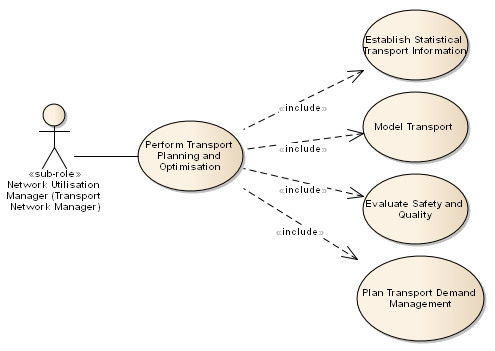 Establish Statistical
Transport Information
«include»
Model Transport
«include»
Perform Transport
Planning and
Optimisation
«sub-role»
Network Utilisation
Manager (Transport
Network Manager)
«include»
Evaluate Safety and
Quality
«include»
Plan Transport Demand
Management